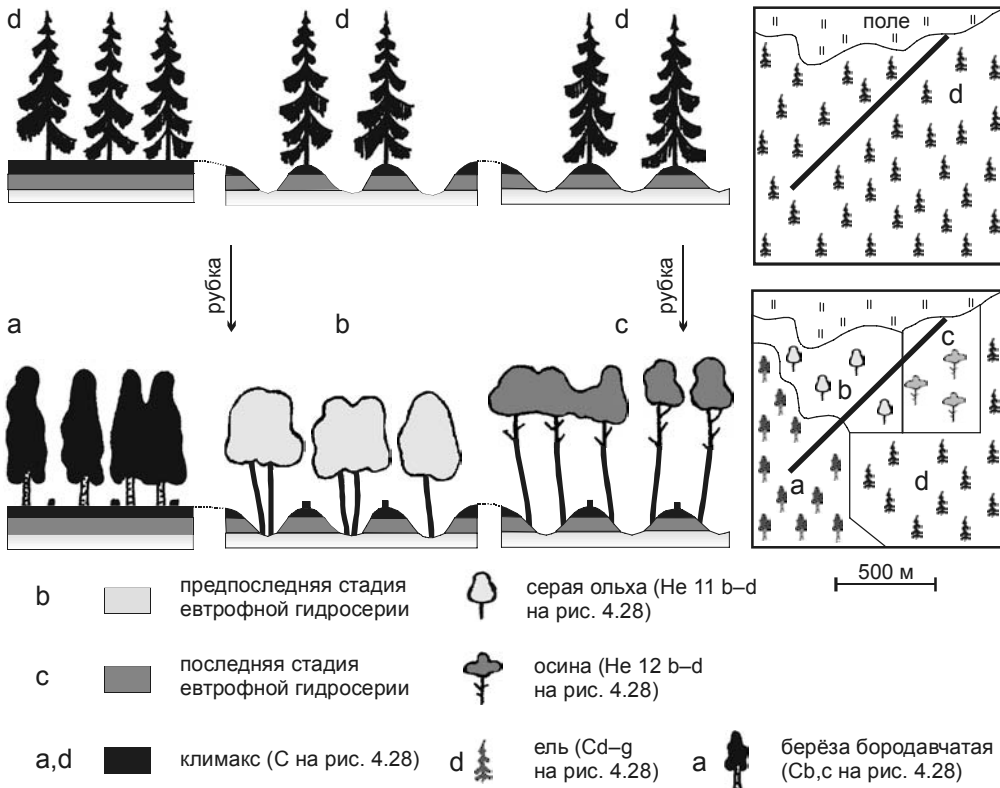 d
d
d
поле
d
рубка
рубка
a
b
c
c
b
a
d
500 м
b
предпоследняя стадия
евтрофной гидросерии
серая ольха (Не 11 b–d
на рис. 4.28)
c
последняя стадия
евтрофной гидросерии
осина (Не 12 b–d
на рис. 4.28)
a,d
климакс (С на рис. 4.28)
d
ель (Cd–g
на рис. 4.28)
a
берёза бородавчатая
(Cb,c на рис. 4.28)